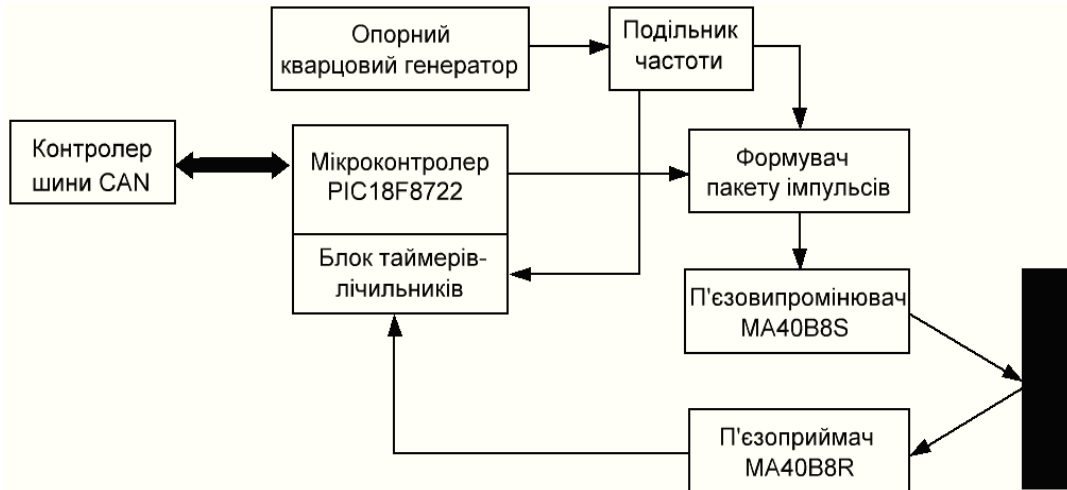 Опорний
кварцовий генератор
Подільник
частоти
Контролер
шини CAN
Мікроконтролер
PIC18F8722
Формувач
пакету імпульсів
Блок таймерів-
лічильників
П'єзовипромінювач
MA40B8S
П'єзоприймач
MA40B8R